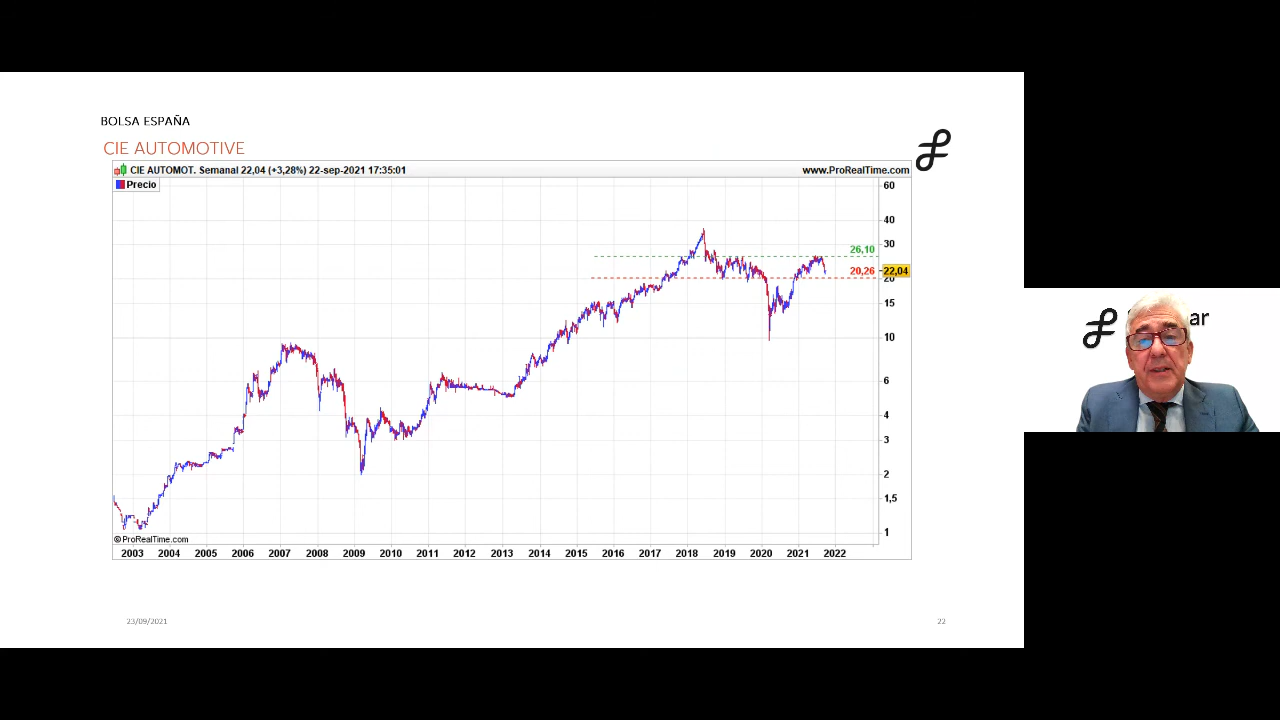 BOLSA ESPAÑA
CIE AUTOMOTIVE
CIE AUTOMOT. Semanal 22,04 (+3,28%) 22-sep-2021 17:35:01
www.ProRealTime.com
Precio
60
40
30
26,10
20,26
22,04
20
15
10
6
4
3
2
1,5
1
© ProRealTime.com
2003 2004 2005 2006 2007 2008 2009 2010 2011 2012 2013 2014 2015 2016 2017 2018 2019 2020 2021 2022
23/09/2021
22